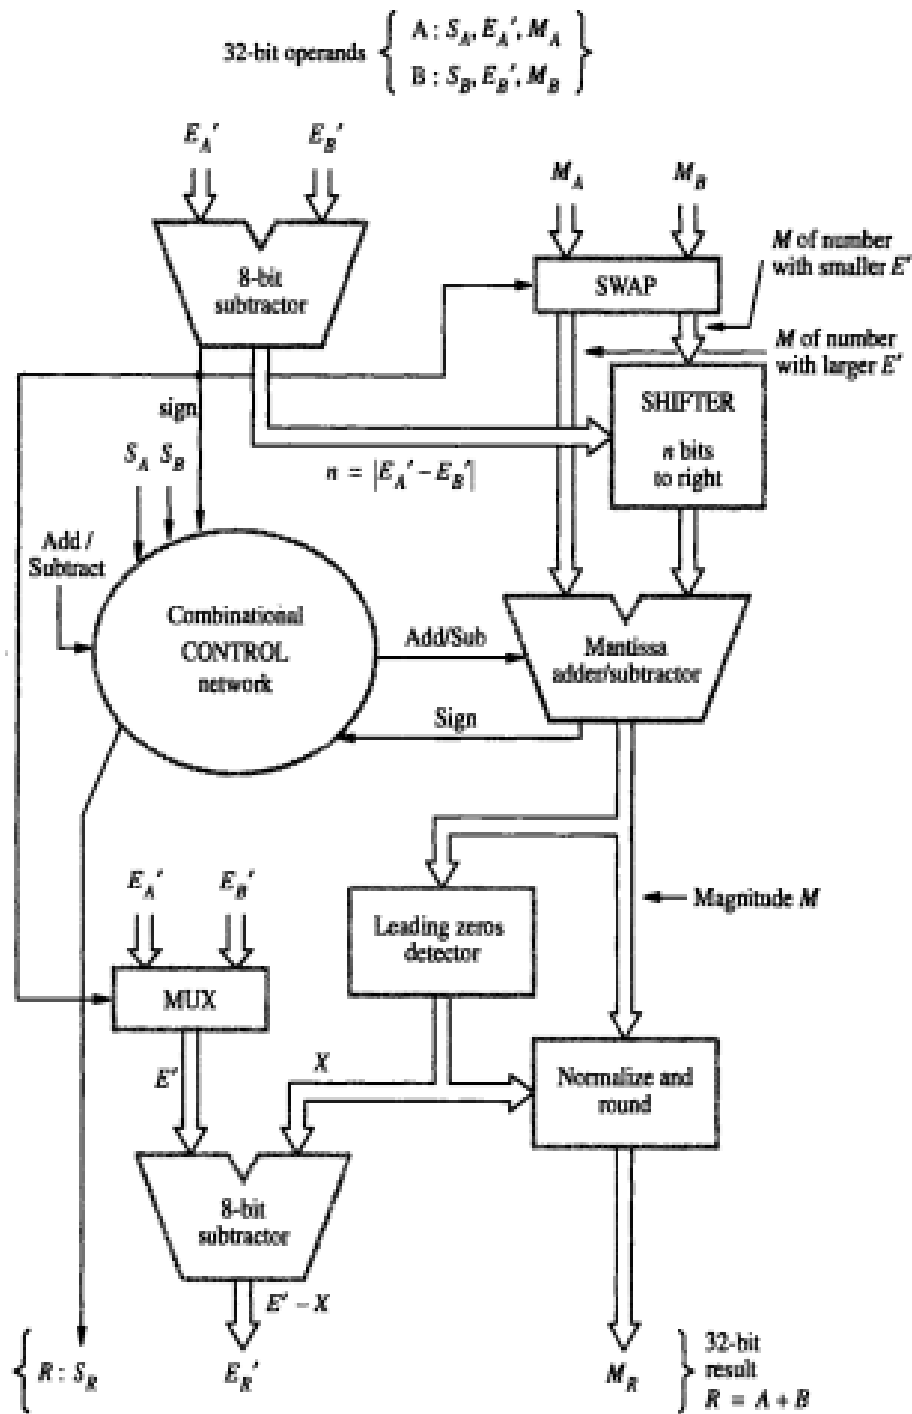 32-bit operands { A : S_A, E_A′, M_A }
B : S_B, E_B′, M_B
E_A′ E_B′
M_A M_B
M of number
with smaller E′
8-bit
subtractor
SWAP
M of number
with larger E′
SHIFTER
n bits
to right
sign
S_A S_B
n = |E_A′ − E_B′|
Add /
Subtract
Combinational
CONTROL
network
Add/Sub
Mantissa
adder/subtractor
Sign
E_A′ E_B′
Leading zeros
detector
Magnitude M
MUX
E′
X
Normalize and
round
8-bit
subtractor
E′ − X
{ R : S_R
E_R′
M_R
} 32-bit
result
R = A + B